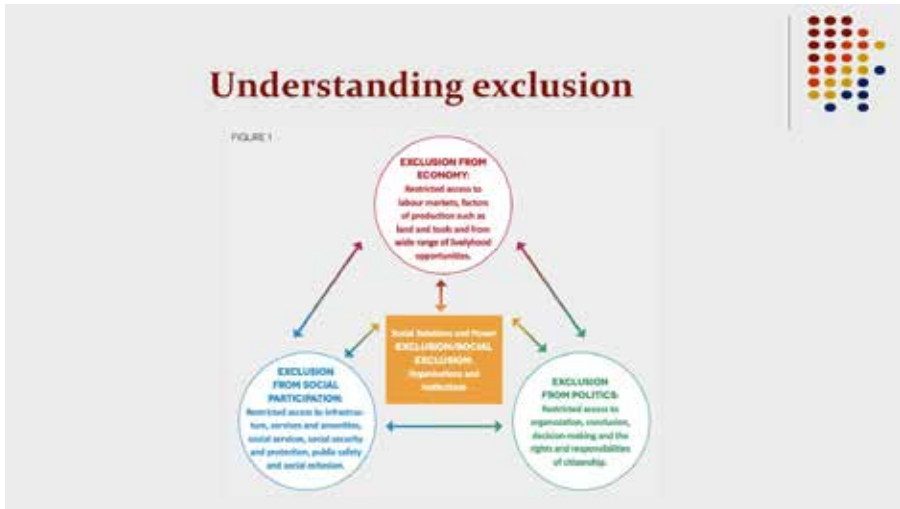 Understanding exclusion
FIGURE 1
EXCLUSION FROM
ECONOMY:
Restricted access to
labour markets, factors
of production such as
land and tools and from
wide range of livelyhood
opportunities.
Social Relations and Power
EXCLUSION/SOCIAL
EXCLUSION:
Organisations and
Institutions
EXCLUSION
FROM SOCIAL
PARTICIPATION:
Restricted access to infrastruc-
ture, services and amenities,
social services, social security
and protection, public safety
and social cohesion.
EXCLUSION
FROM POLITICS:
Restricted access to
organization,
decision-making and the
rights and responsibilities
of citizenship.